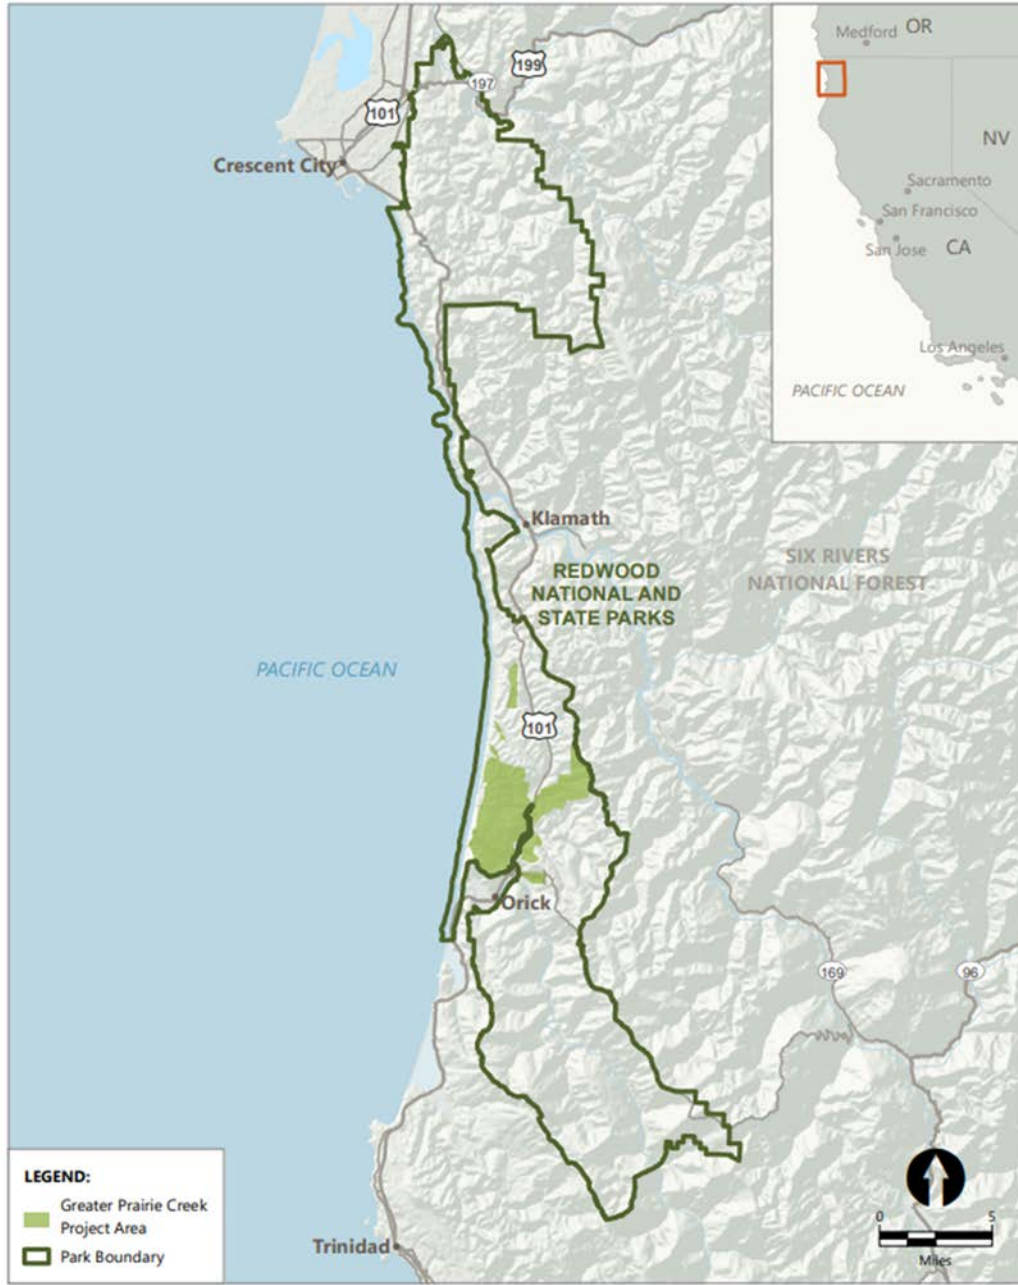 Medford
OR
199
197
101
NV
Crescent City
Sacramento
San Francisco
San Jose
CA
Los Angeles
PACIFIC OCEAN
Klamath
SIX RIVERS
NATIONAL FOREST
REDWOOD
NATIONAL AND
STATE PARKS
PACIFIC OCEAN
101
Orick
169
96
LEGEND:
Greater Prairie Creek
Project Area
Park Boundary
Trinidad
0 5
Miles